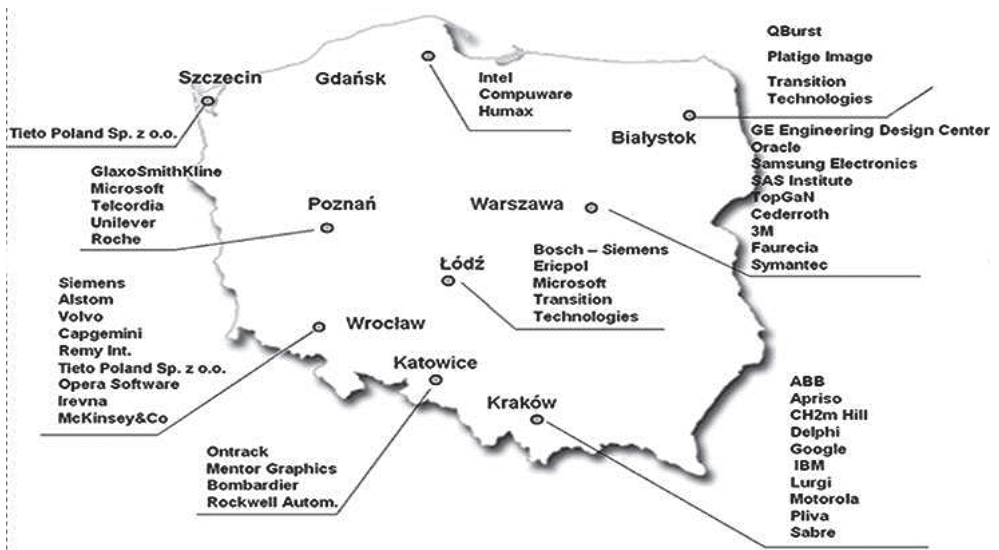 Szczecin
Tieto Poland Sp. z o.o.
Gdańsk
Intel
Compuware
Humax
QBurst
Platige Image
Transition
Technologies
Białystok
GlaxoSmithKline
Microsoft
Telcordia
Unilever
Roche
Poznań
Warszawa
GE Engineering Design Center
Oracle
Samsung Electronics
SAS Institute
TopGaN
Cederroth
3M
Faurecia
Symantec
Łódź
Bosch – Siemens
Ericpol
Microsoft
Transition
Technologies
Siemens
Alstom
Volvo
Capgemini
Remy Int.
Tieto Poland Sp. z o.o.
Opera Software
Irevna
McKinsey&Co
Wrocław
Katowice
Ontrack
Mentor Graphics
Bombardier
Rockwell Autom.
Kraków
ABB
Apriso
CH2m Hill
Delphi
Google
IBM
Lurgi
Motorola
Pliva
Sabre